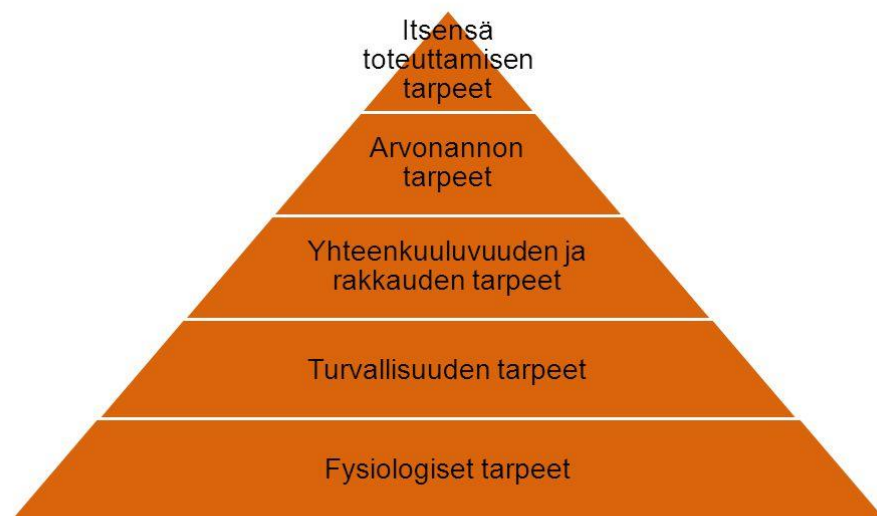 Itsensä
toteuttamisen
tarpeet
Arvonannon
tarpeet
Yhteenkuuluvuuden ja
rakkauden tarpeet
Turvallisuuden tarpeet
Fysiologiset tarpeet